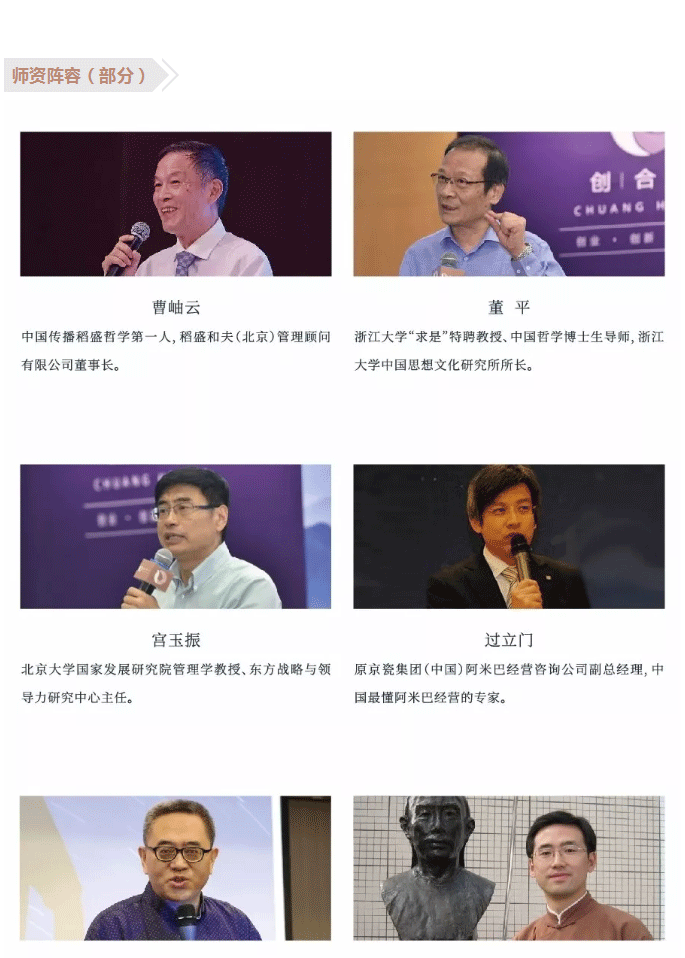 师资阵容（部分）
创｜合
CHUANG H
创业 · 创新
曹岫云
中国传播稻盛哲学第一人，稻盛和夫（北京）管理顾问
有限公司董事长。
董 平
浙江大学“求是”特聘教授、中国哲学博士生导师，浙江
大学中国思想文化研究所所长。
CHUANG
宫玉振
北京大学国家发展研究院管理学教授、东方战略与领
导力研究中心主任。
过立门
原京瓷集团（中国）阿米巴经营咨询公司副总经理，中
国最懂阿米巴经营的专家。